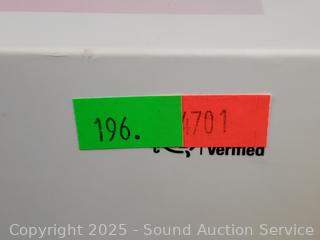 196. 4701
Verified
Copyright 2025 - Sound Auction Service